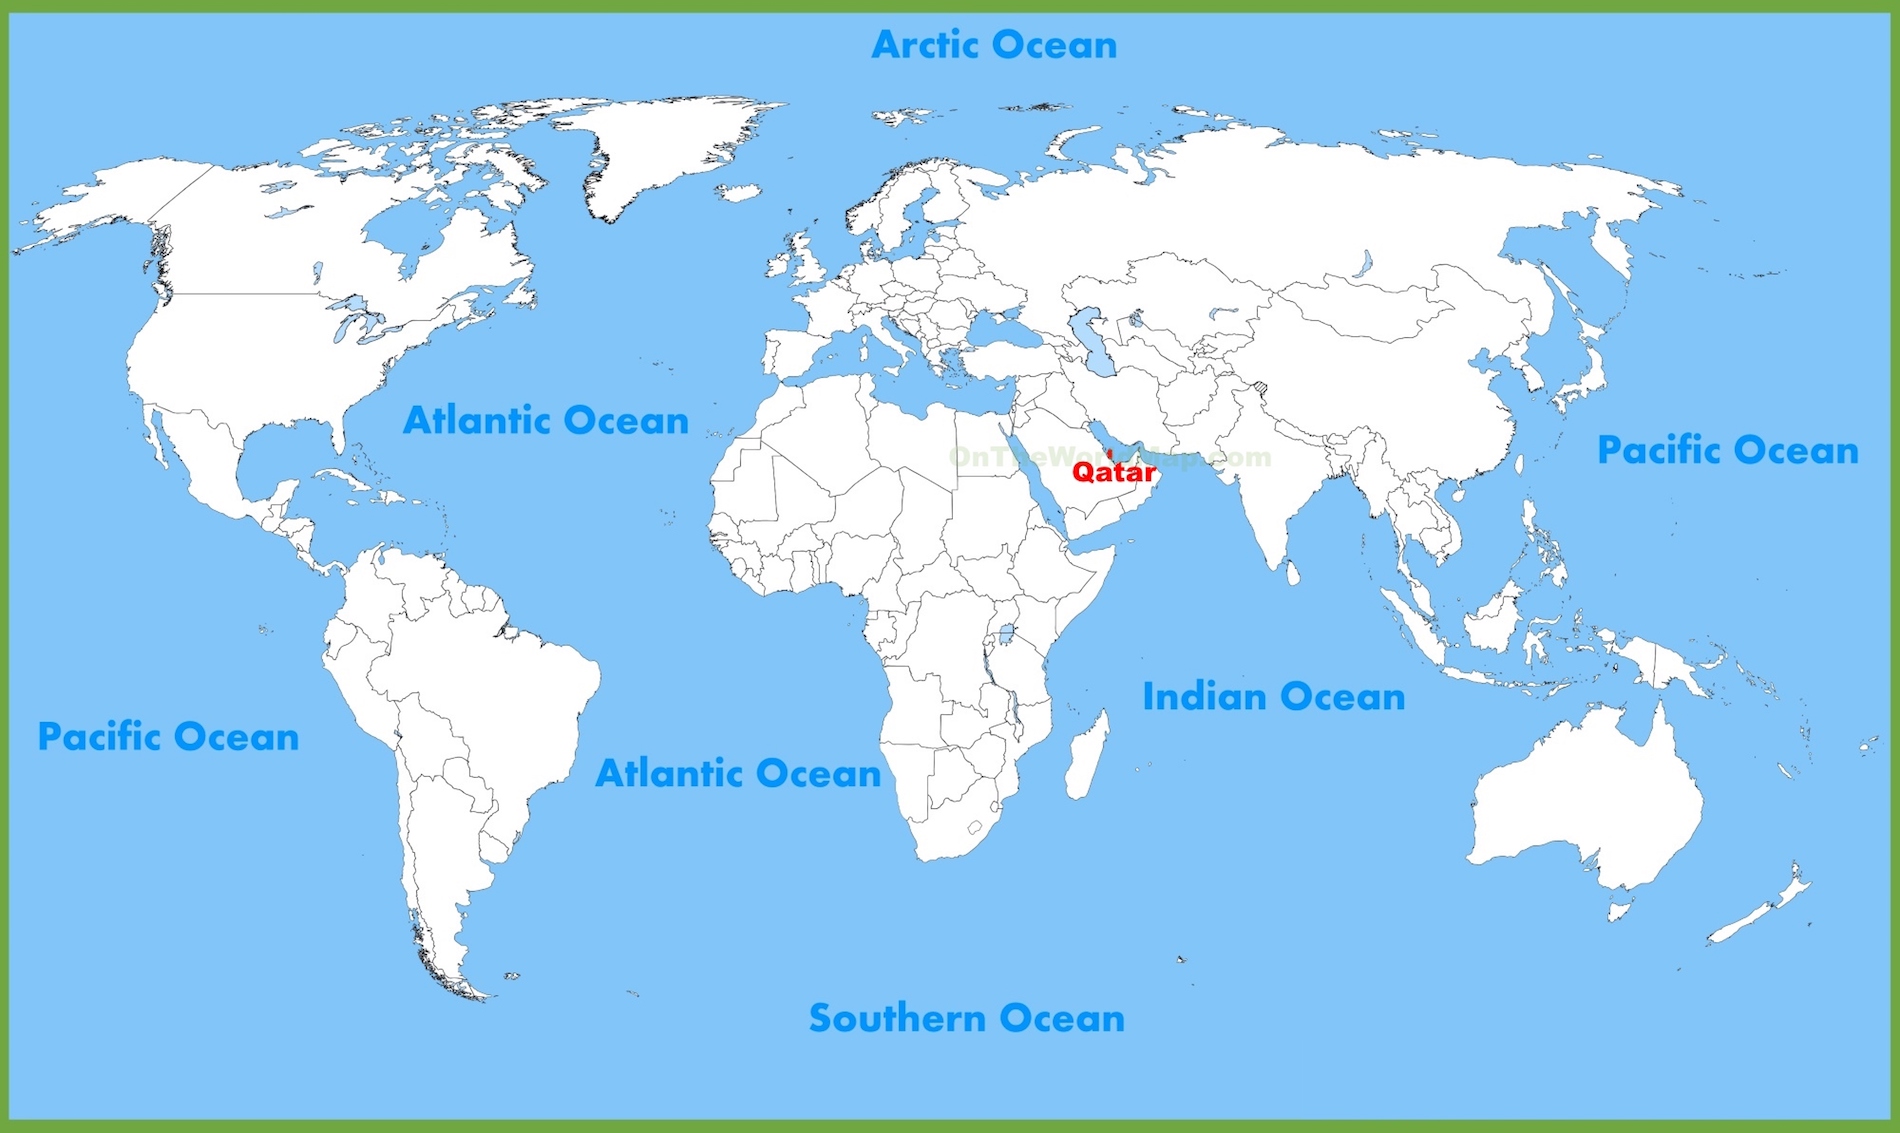 Arctic Ocean
Atlantic Ocean
Pacific Ocean
OnTheWorldMap.com
Qatar
Indian Ocean
Pacific Ocean
Atlantic Ocean
Southern Ocean